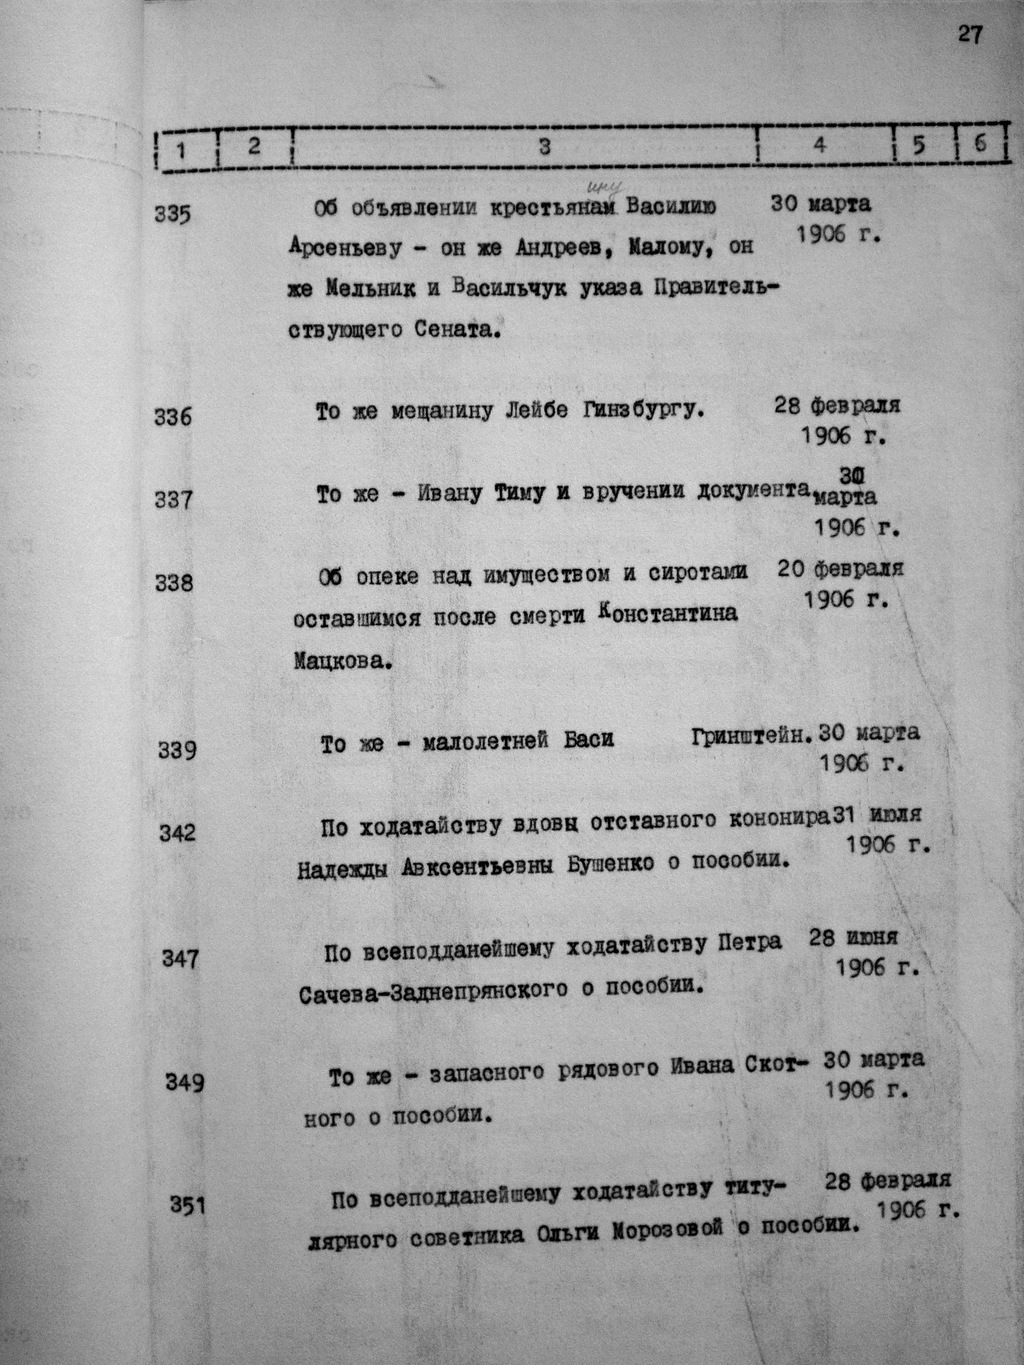 27
1 2 3 4 5 6
ину
335 Об объявлении крестьянам Василию 30 марта
Арсеньеву - он же Андреев, Малому, он 1906 г.
же Мельник и Васильчук указа Правитель-
ствующего Сената.
336 То же мещанину Лейбе Гинзбургу. 28 февраля
1906 г.
337 То же - Ивану Тиму и вручении документа. 30 марта
1906 г.
338 Об опеке над имуществом и сиротами 20 февраля
оставшимся после смерти Константина 1906 г.
Мацкова.
339 То же - малолетней Баси Гринштейн. 30 марта
1906 г.
342 По ходатайству вдовы отставного кононира 31 июля
Надежды Авксентьевны Бушенко о пособии. 1906 г.
347 По всеподданейшему ходатайству Петра 28 июня
Сачева-Заднепрянского о пособии. 1906 г.
349 То же - запасного рядового Ивана Скот- 30 марта
ного о пособии. 1906 г.
351 По всеподданейшему ходатайству титу- 28 февраля
лярного советника Ольги Морозовой о пособии. 1906 г.